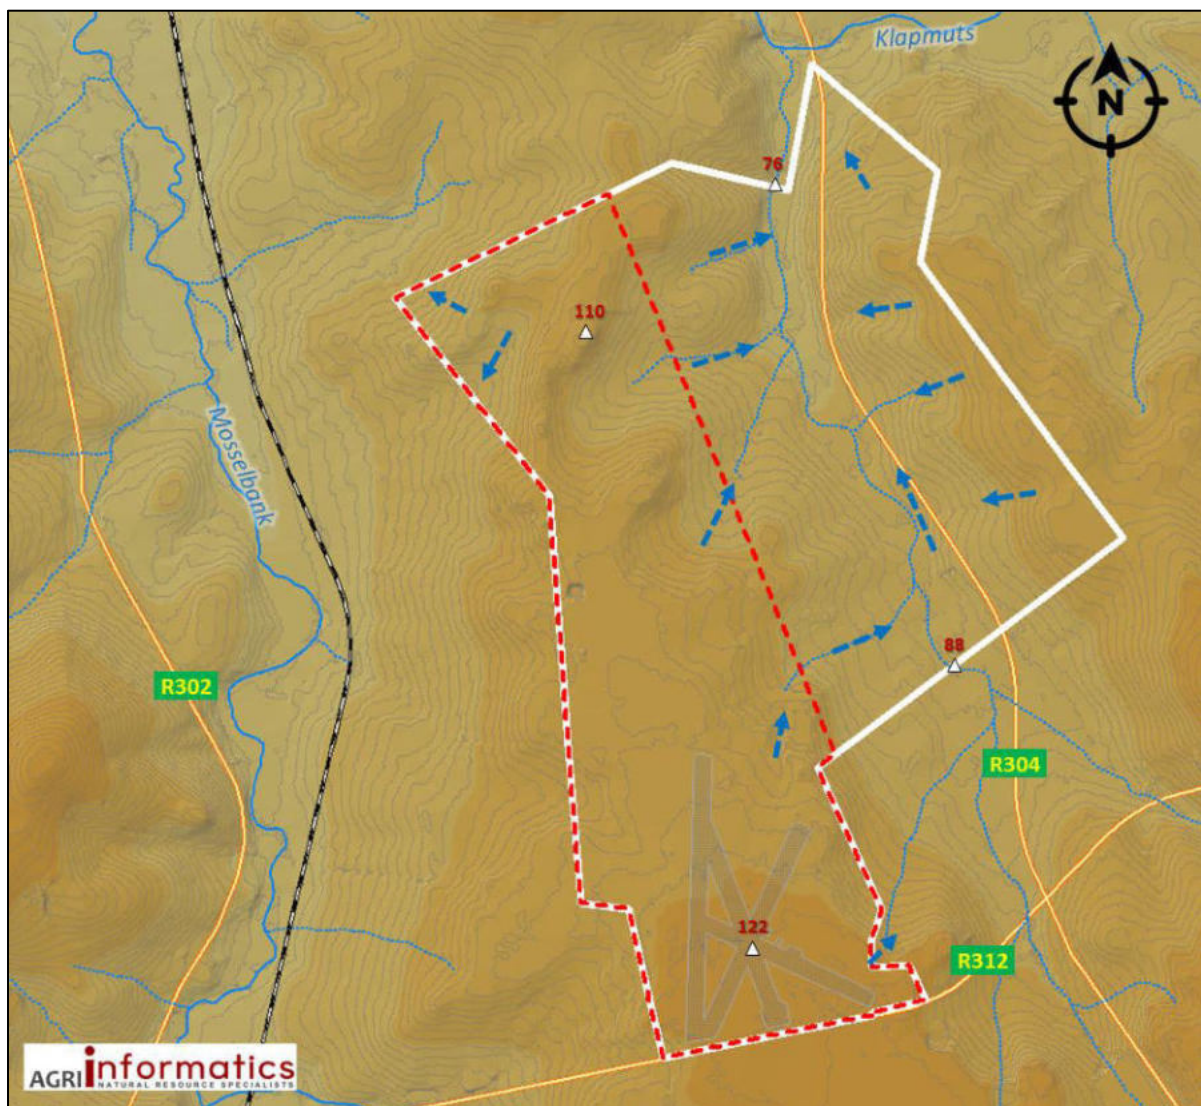 Klapmuts
N
76
110
Mosselbank
R302
88
R304
122
R312
AGRI informatics
NATURAL RESOURCE SPECIALISTS